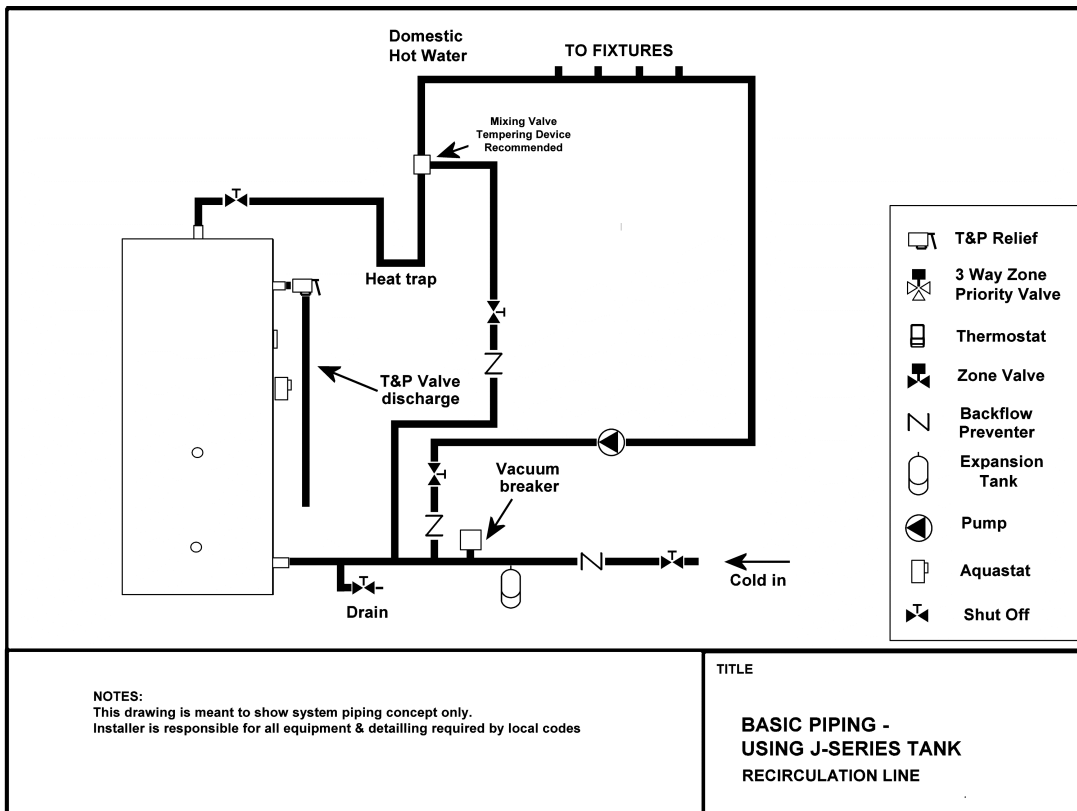 Domestic
Hot Water
TO FIXTURES
Mixing Valve
Tempering Device
Recommended
Heat trap
T&P Valve
discharge
Vacuum
breaker
Cold in
Drain
T&P Relief
3 Way Zone
Priority Valve
Thermostat
Zone Valve
Backflow
Preventer
Expansion
Tank
Pump
Aquastat
Shut Off
NOTES:
This drawing is meant to show system piping concept only.
Installer is responsible for all equipment & detailling required by local codes
TITLE
BASIC PIPING -
USING J-SERIES TANK
RECIRCULATION LINE